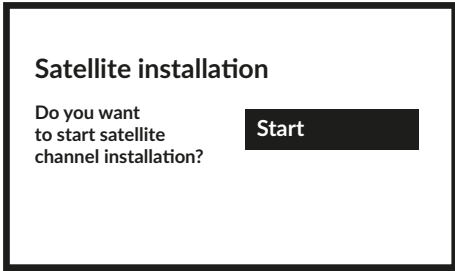 Satellite installation
Do you want
to start satellite
channel installation?
Start